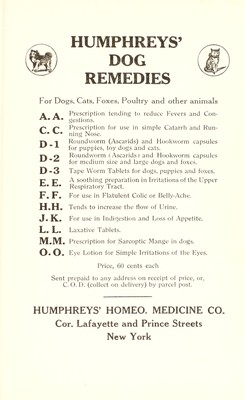 HUMPHREYS'
DOG
REMEDIES
For Dogs, Cats, Foxes, Poultry and other animals
A.A. Prescription tending to reduce Fevers and Con-
gestions.
C.C. Prescription for use in simple Catarrh and Run-
ning Nose.
D-1 Roundworm (Ascarids) and Hookworm capsules
for puppies, toy dogs and cats.
D-2 Roundworm (Ascarids) and Hookworm capsules
for medium size and large dogs and foxes.
D-3 Tape Worm Tablets for dogs, puppies and foxes.
E.E. A soothing preparation in Irritations of the Upper
Respiratory Tract.
F.F. For use in Flatulent Colic or Belly-Ache.
H.H. Tends to increase the flow of Urine.
J.K. For use in Indigestion and Loss of Appetite.
L.L. Laxative Tablets.
M.M. Prescription for Sarcoptic Mange in dogs.
O.O. Eye Lotion for Simple Irritations of the Eyes.
Price, 60 cents each
Sent prepaid to any address on receipt of price; or,
C.O.D. (collect on delivery) by parcel post.
HUMPHREYS' HOMEO. MEDICINE CO.
Cor. Lafayette and Prince Streets
New York